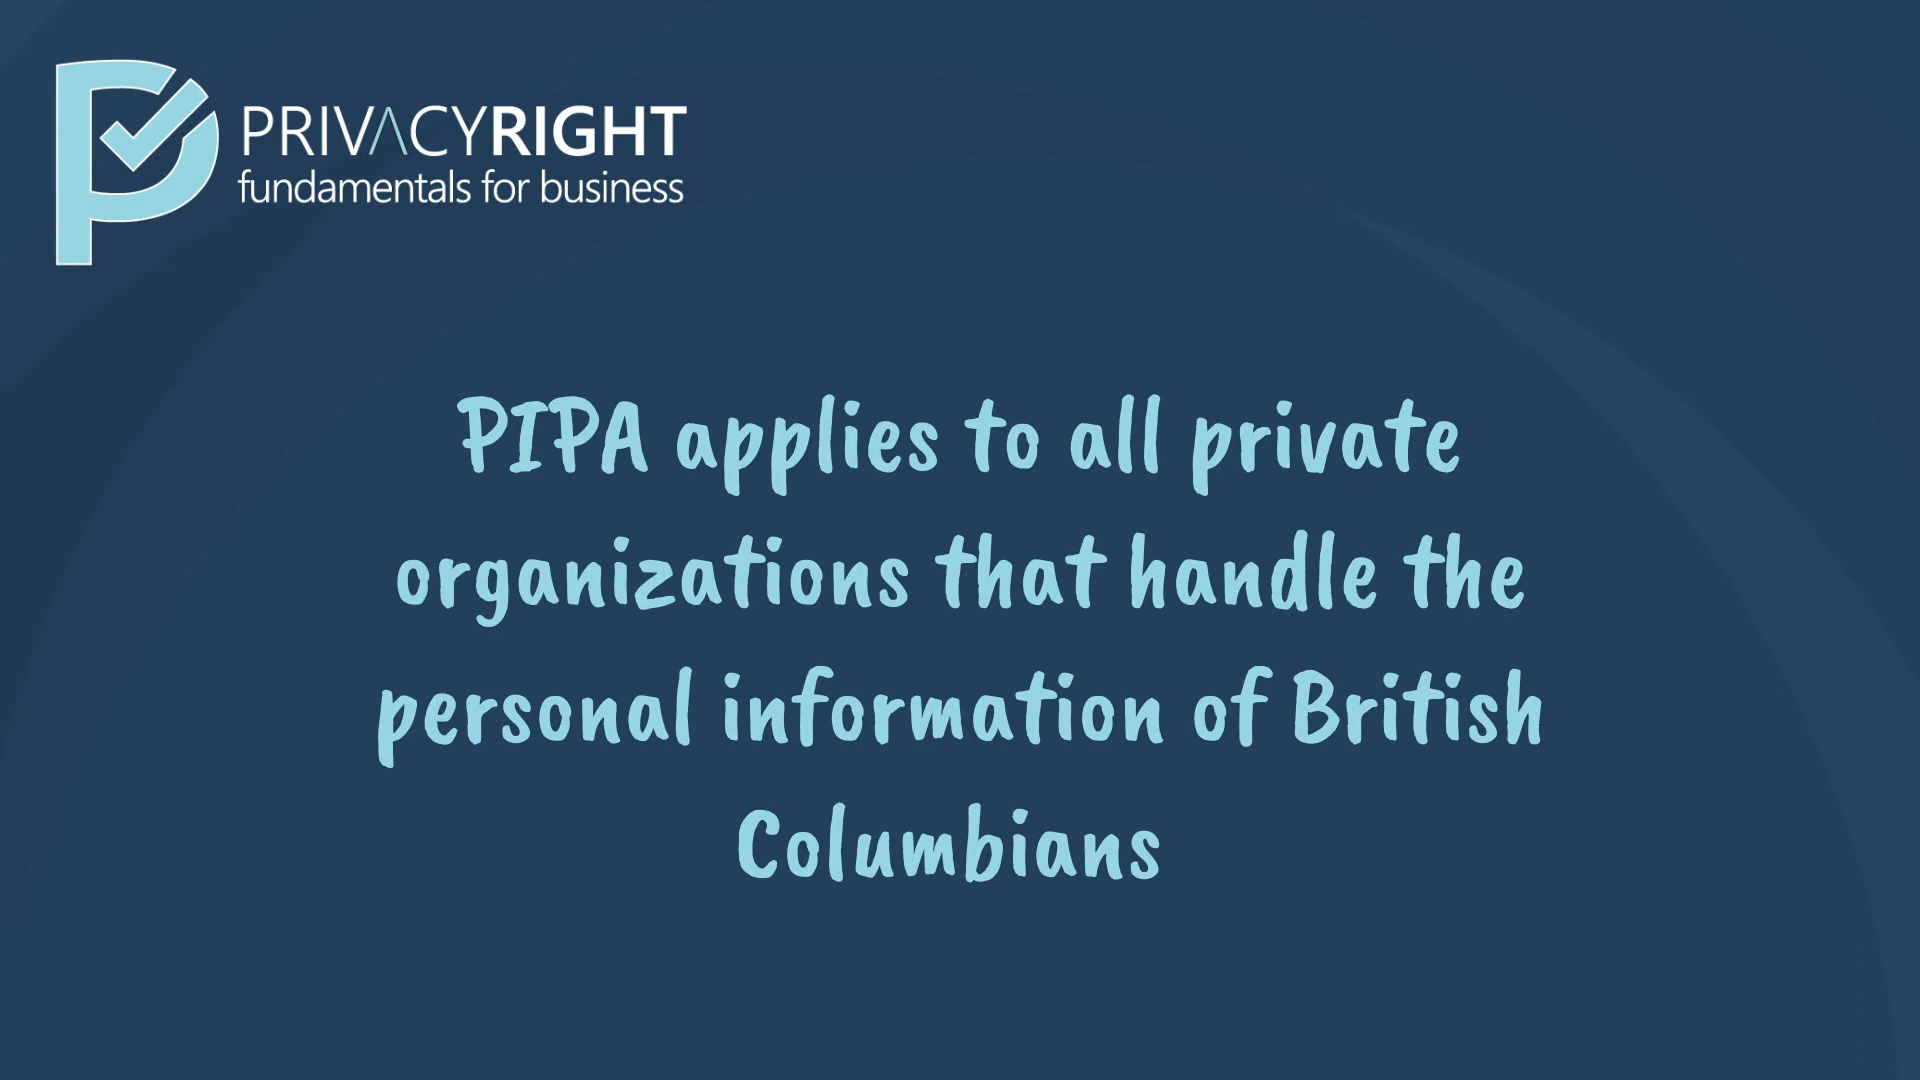 PRIVACYRIGHT
fundamentals for business
PIPA applies to all private
organizations that handle the
personal information of British
Columbians